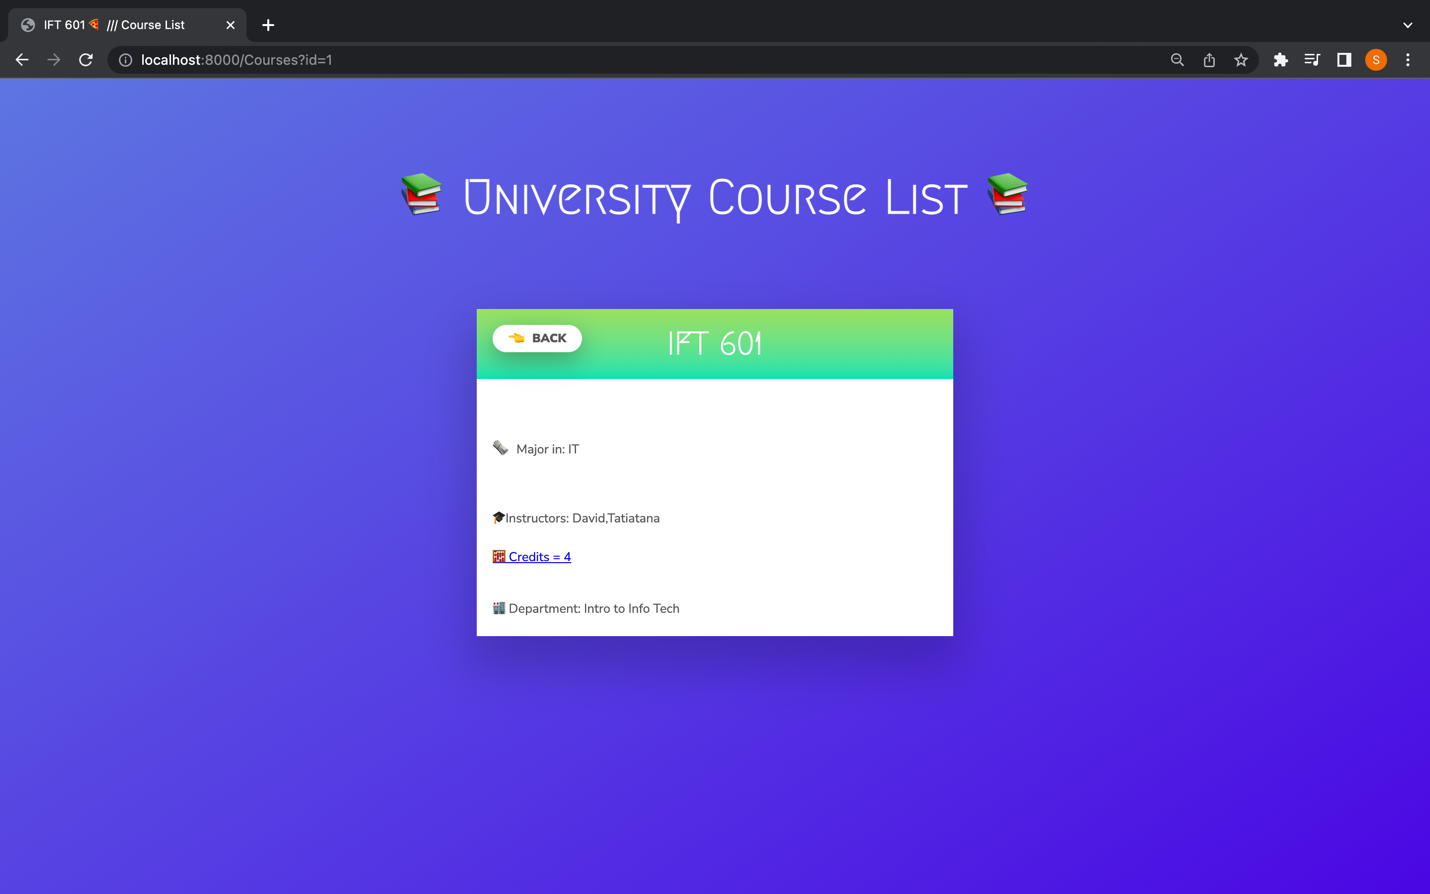 IFT 601🍕 /// Course List
localhost:8000/Courses?id=1
S
📚 University Course List 📚
👈 BACK
IFT 601
🗞 Major in: IT
🎓Instructors: David,Tatiatana
🧱 Credits = 4
🏬 Department: Intro to Info Tech